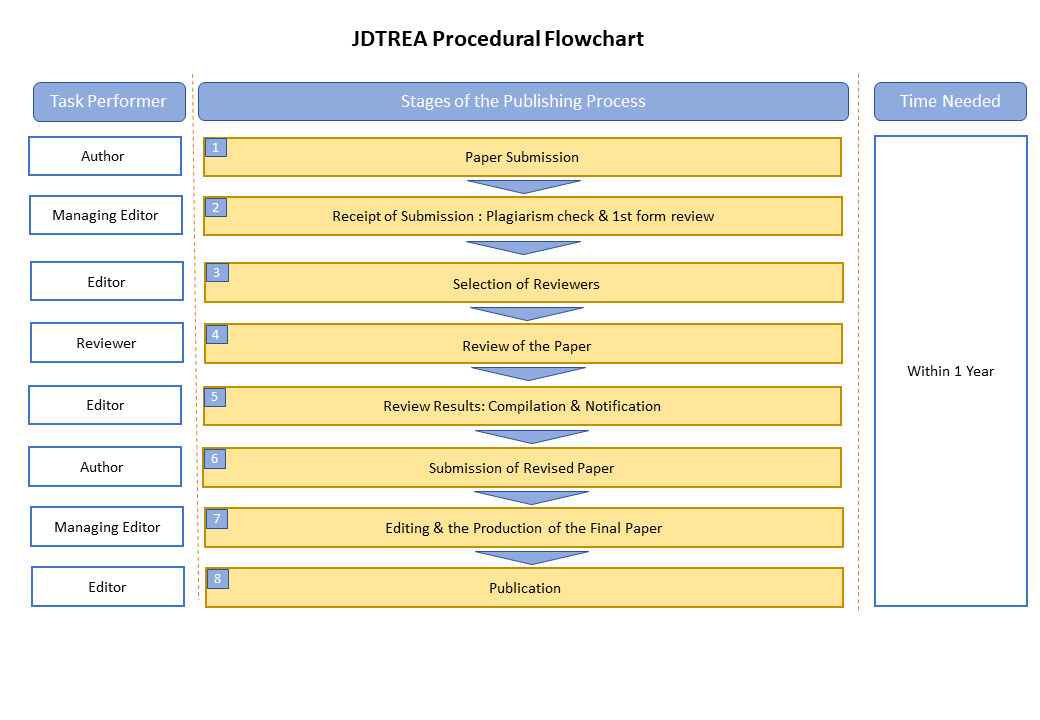 JDTREA Procedural Flowchart
Task Performer
Stages of the Publishing Process
Time Needed
Author
1
Paper Submission
Managing Editor
2
Receipt of Submission : Plagiarism check & 1st form review
Editor
3
Selection of Reviewers
Reviewer
4
Review of the Paper
Within 1 Year
Editor
5
Review Results: Compilation & Notification
Author
6
Submission of Revised Paper
Managing Editor
7
Editing & the Production of the Final Paper
Editor
8
Publication